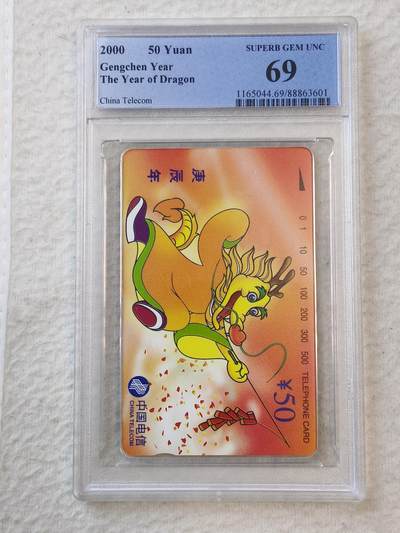 2000 50 Yuan
Gengchen Year
The Year of Dragon
China Telecom
SUPERB GEM UNC
69
1165044.69/88863601
庚辰年
0 1 10 50 100 200 300 500 TELEPHONE CARD
¥50
中国电信
CHINA TELECOM